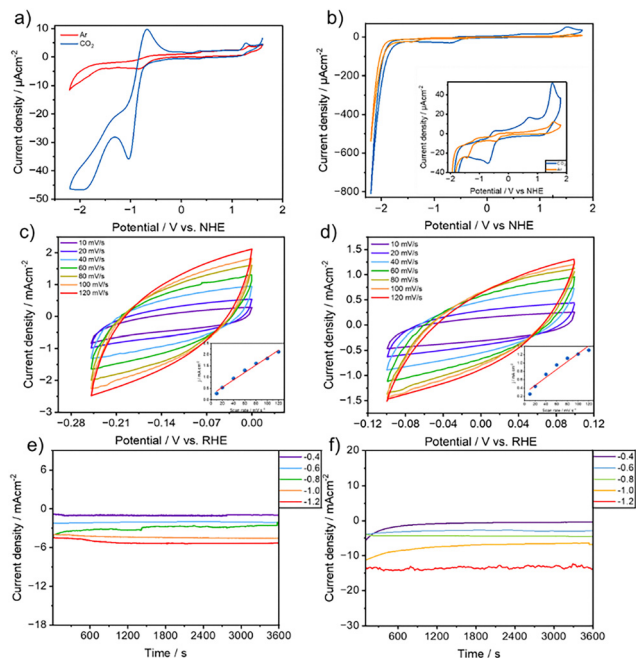 a)
Ar
CO2
Current density / μAcm-2
10
0
−10
−20
−30
−40
−50
−2
−1
0
1
2
Potential / V vs. NHE
b)
Current density / μAcm-2
0
−200
−400
−600
−800
−2
−1
0
1
2
Potential / V vs NHE
Current density / μAcm-2
40
20
0
−20
−40
−2
−1
0
1
2
CO2
Ar
Potential / V vs NHE
c)
10 mV/s
20 mV/s
40 mV/s
60 mV/s
80 mV/s
100 mV/s
120 mV/s
Current density / mAcm-2
2
1
0
−1
−2
−3
−0.28
−0.21
−0.14
−0.07
0.00
Potential / V vs. RHE
d)
10 mV/s
20 mV/s
40 mV/s
60 mV/s
80 mV/s
100 mV/s
120 mV/s
Current density / mAcm-2
1.5
1.0
0.5
0.0
−0.5
−1.0
−1.5
−0.12
−0.08
−0.04
0.00
0.04
0.08
0.12
Potential / V vs. RHE
e)
-0.4
-0.6
-0.8
-1.0
-1.2
Current density / mAcm-2
9
3
0
−6
−12
−18
600
1200
1800
2400
3000
3600
Time / s
f)
-0.4
-0.6
-0.8
-1.0
-1.2
Current density / mAcm-2
30
20
10
0
−10
−20
−30
600
1200
1800
2400
3000
3600
Time / s